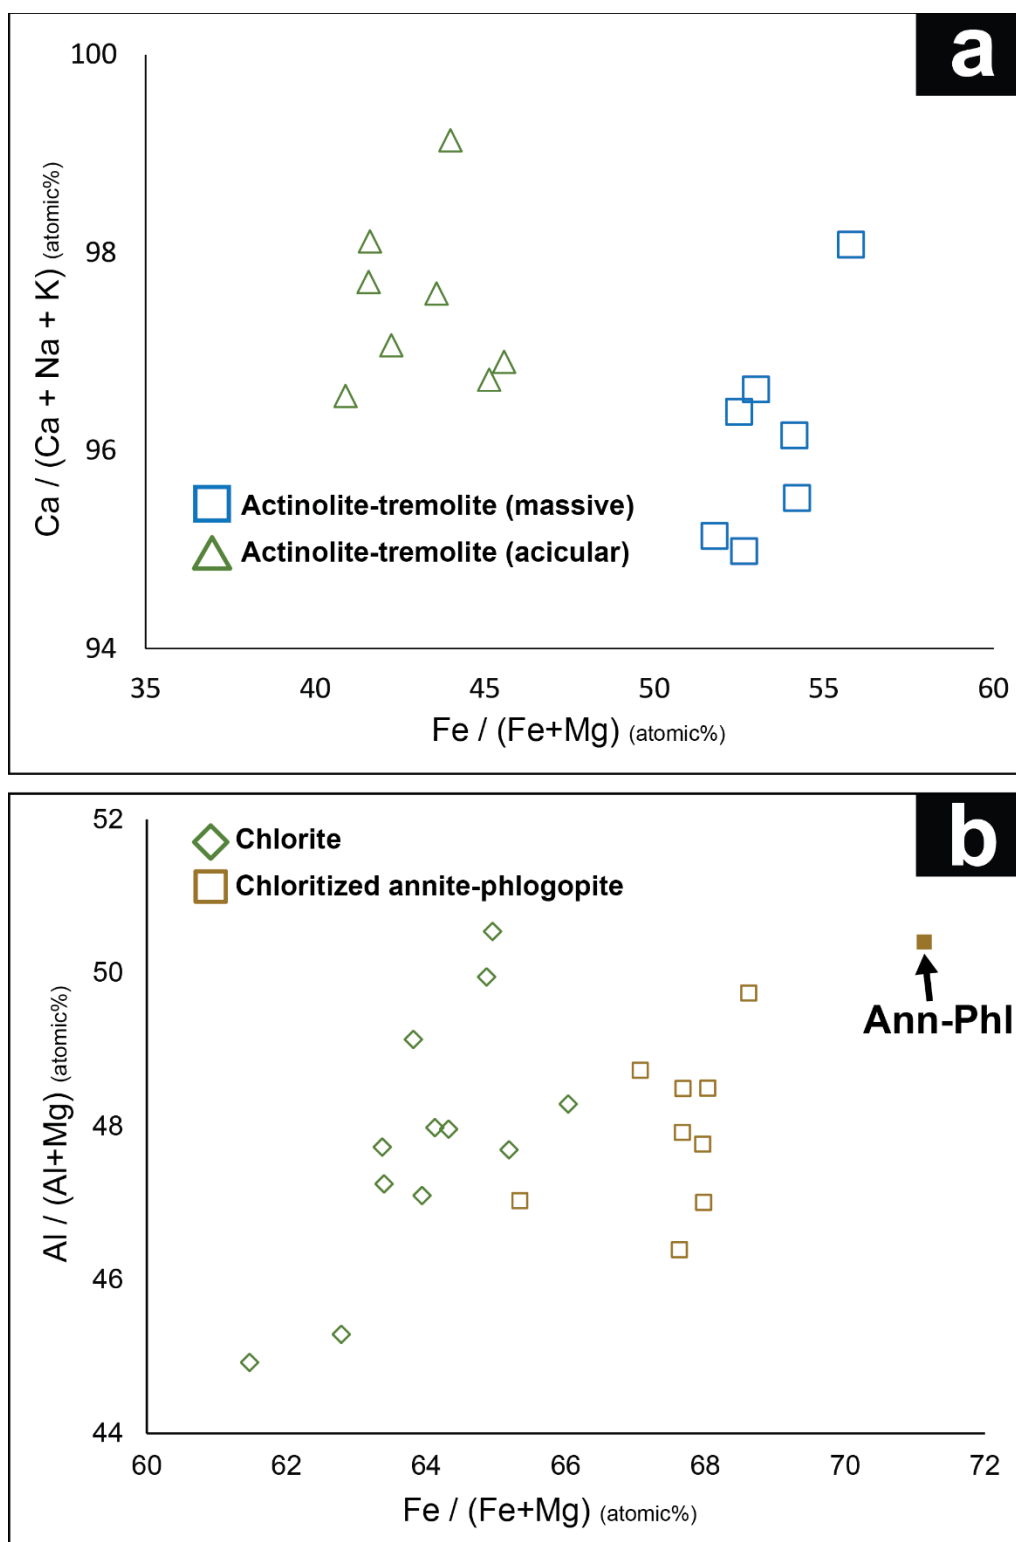 a
100
98
96
94
Ca / (Ca + Na + K) (atomic%)
Actinolite-tremolite (massive)
Actinolite-tremolite (acicular)
35 40 45 50 55 60
Fe / (Fe+Mg) (atomic%)
b
52
50
48
46
44
Al / (Al+Mg) (atomic%)
Chlorite
Chloritized annite-phlogopite
Ann-Phl
60 62 64 66 68 70 72
Fe / (Fe+Mg) (atomic%)